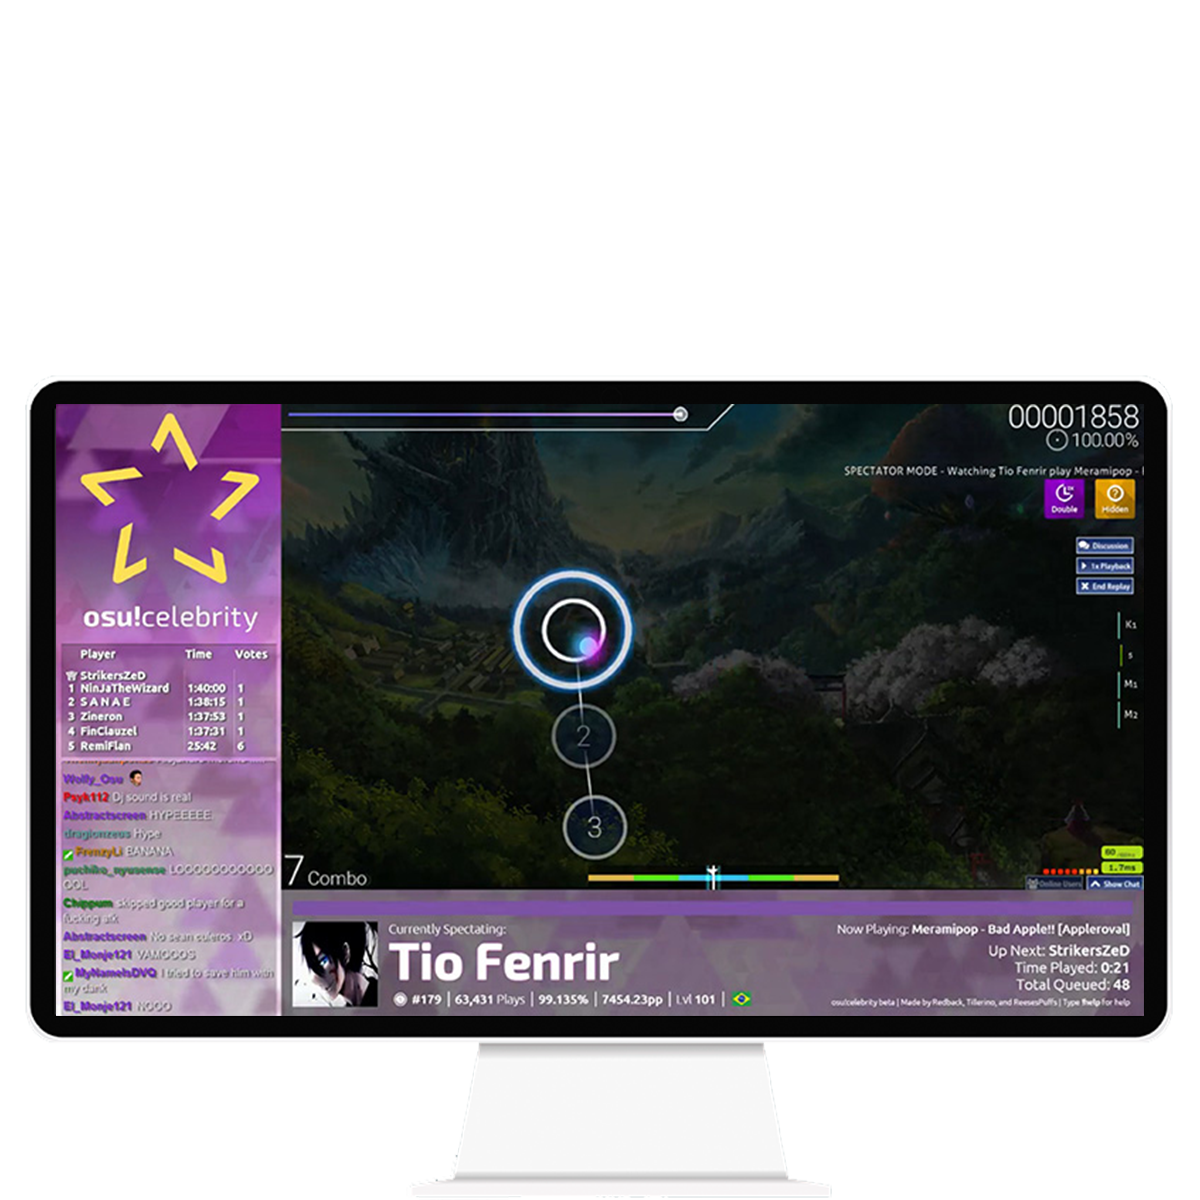 osu!celebrity
Player Time Votes
StrikersZeD
1 NinJaTheWizard 1:40:00 1
2 S A N A E 1:38:15 1
3 Zineron 1:37:53 1
4 FinClauzel 1:37:31 1
5 RemiFlan 25:42 6
Wolfy_Osu
Psyk112 Dj sound is real
Abstractscreen HYPEEEEE
dragionzeus Hype
FrenzyLi BANANA
puchiko_nyusense LOOOOOOOOOOO
OOL
Chippum skipped good player for a
fucking afk
Abstractscreen No sean culeros xD
El_Monje121 VAMOOOS
MyNameIsDVQ I tried to save him with
my dank
El_Monje121 NOOO
00001858
100.00%
SPECTATOR MODE - Watching Tio Fenrir play Meramipop -
Double
Hidden
Discussion
1x Playback
End Replay
K1
5
M1
M2
2
3
7 Combo
1.7ms
Online Users
Show Chat
Currently Spectating:
Tio Fenrir
#179 | 63,431 Plays | 99.135% | 7454.23pp | Lvl 101 |
Now Playing: Meramipop - Bad Apple!! [Appleroval]
Up Next: StrikersZeD
Time Played: 0:21
Total Queued: 48
osu!celebrity beta | Made by Redback, Tillerino, and ReesesPuffs | Type !help for help